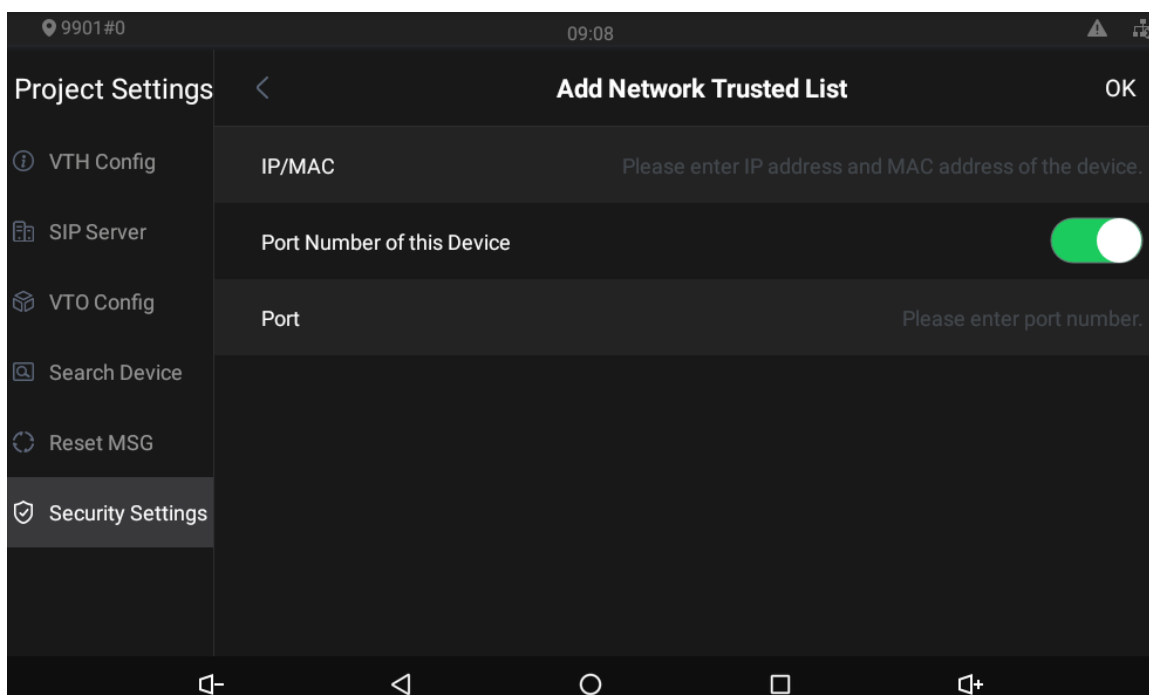 9901#0
09:08
Project Settings
Add Network Trusted List
OK
VTH Config
IP/MAC
Please enter IP address and MAC address of the device.
SIP Server
Port Number of this Device
VTO Config
Port
Please enter port number.
Search Device
Reset MSG
Security Settings